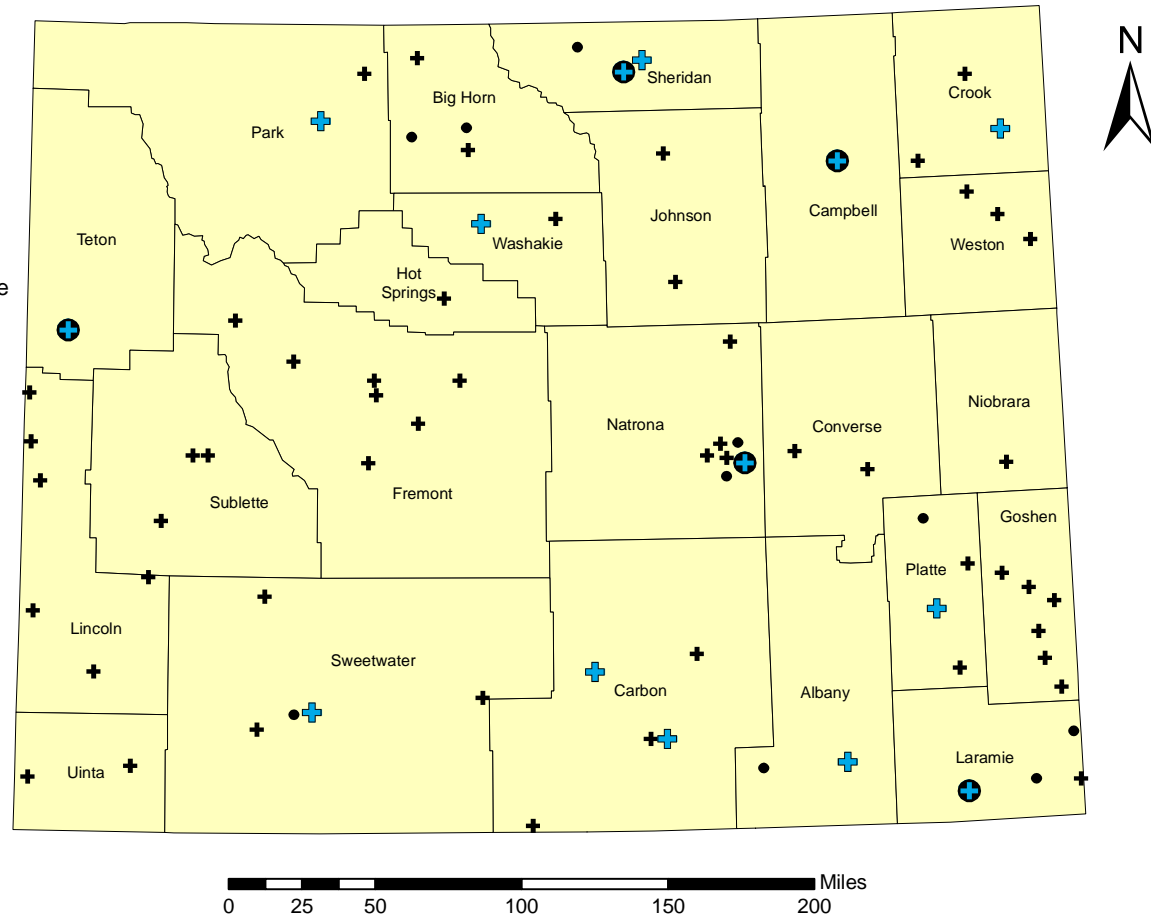 N
Sheridan
Crook
Big Horn
Park
Campbell
Johnson
Teton
Washakie
Weston
Hot
Springs
e
Niobrara
Natrona
Converse
Fremont
Sublette
Goshen
Platte
Lincoln
Sweetwater
Carbon
Albany
Laramie
Uinta
Miles
0 25 50 100 150 200